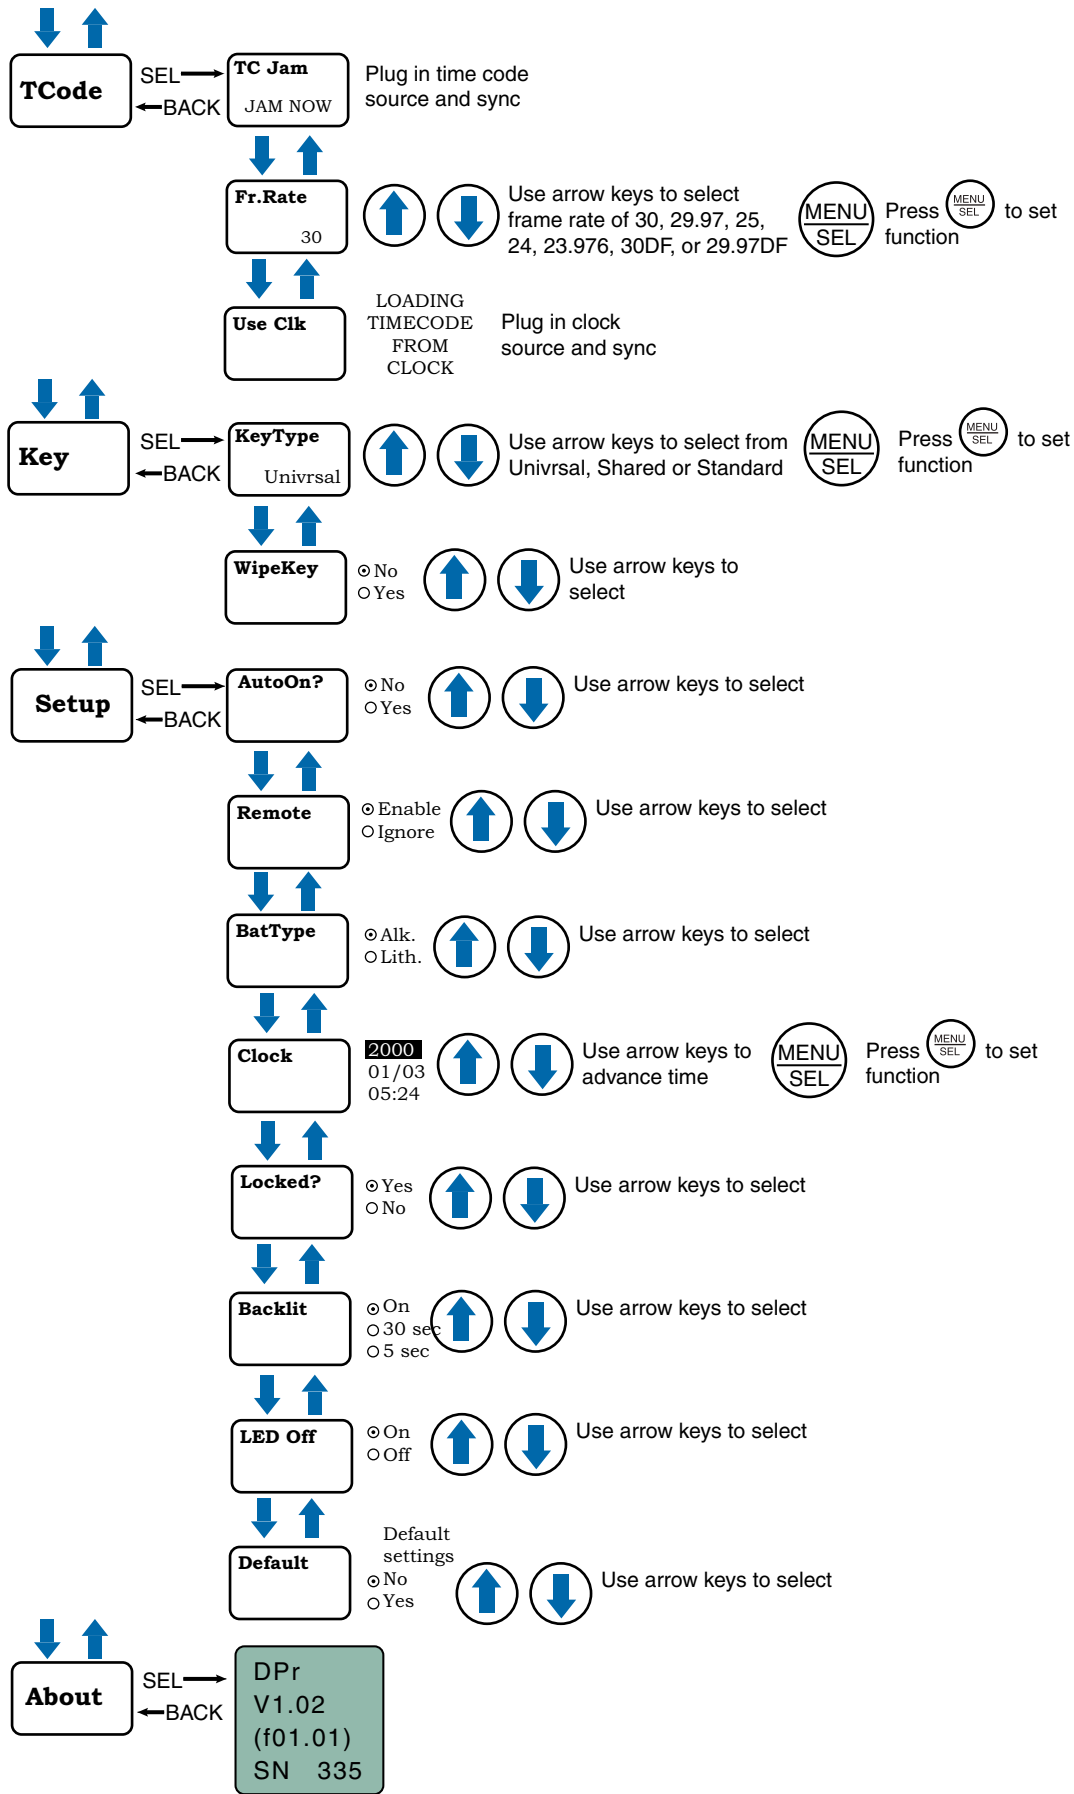 TCode
SEL
BACK
TC Jam
JAM NOW
Plug in time code
source and sync
Fr.Rate
30
Use arrow keys to select
frame rate of 30, 29.97, 25,
24, 23.976, 30DF, or 29.97DF
MENU
SEL
Press MENU SEL to set
function
Use Clk
LOADING
TIMECODE
FROM
CLOCK
Plug in clock
source and sync
Key
SEL
BACK
KeyType
Univrsal
Use arrow keys to select from
Univrsal, Shared or Standard
MENU
SEL
Press MENU SEL to set
function
WipeKey
No
Yes
Use arrow keys to
select
Setup
SEL
BACK
AutoOn?
No
Yes
Use arrow keys to select
Remote
Enable
Ignore
Use arrow keys to select
BatType
Alk.
Lith.
Use arrow keys to select
Clock
2000
01/03
05:24
Use arrow keys to
advance time
MENU
SEL
Press MENU SEL to set
function
Locked?
Yes
No
Use arrow keys to select
Backlit
On
30 sec
5 sec
Use arrow keys to select
LED Off
On
Off
Use arrow keys to select
Default
Default
settings
No
Yes
Use arrow keys to select
About
SEL
BACK
DPr
V1.02
(f01.01)
SN 335